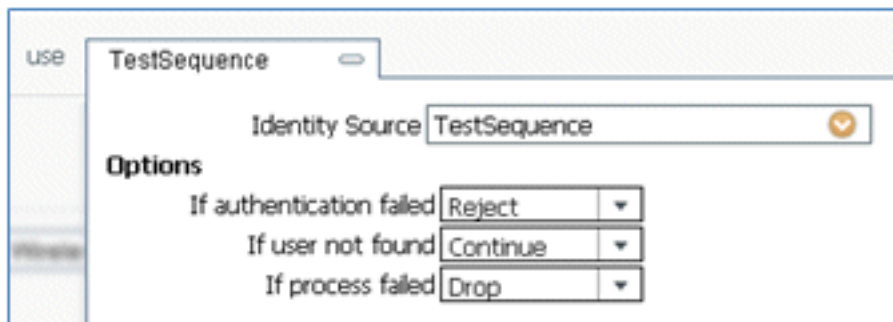 use
TestSequence
Identity Source TestSequence
Options
If authentication failed Reject
If user not found Continue
If process failed Drop